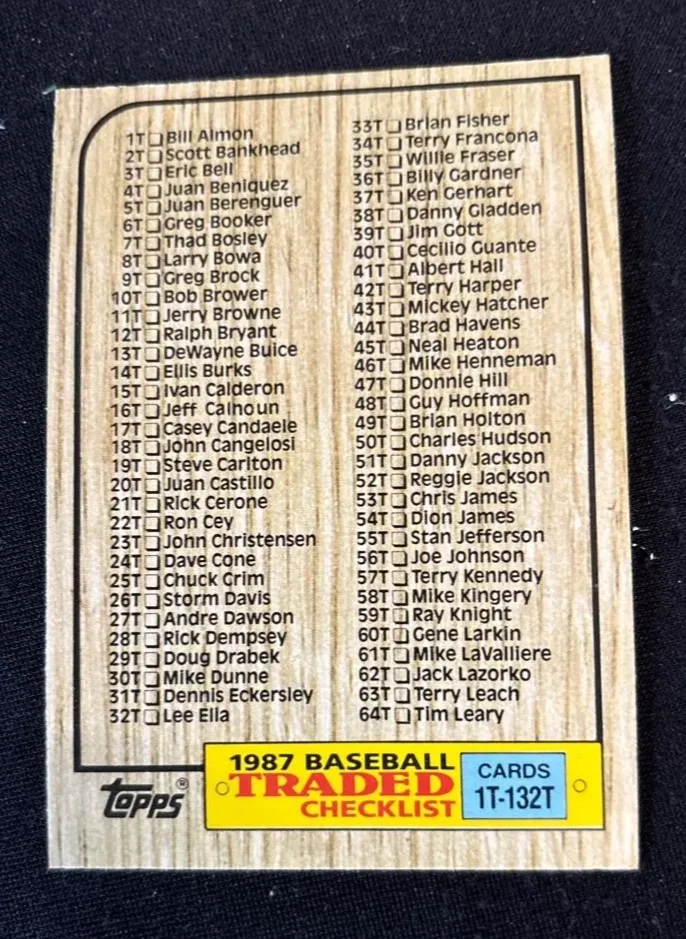 1T Bill Almon
2T Scott Bankhead
3T Eric Bell
4T Juan Beniquez
5T Juan Berenguer
6T Greg Booker
7T Thad Bosley
8T Larry Bowa
9T Greg Brock
10T Bob Brower
11T Jerry Browne
12T Ralph Bryant
13T DeWayne Buice
14T Ellis Burks
15T Ivan Calderon
16T Jeff Calhoun
17T Casey Candaele
18T John Cangelosi
19T Steve Carlton
20T Juan Castillo
21T Rick Cerone
22T Ron Cey
23T John Christensen
24T Dave Cone
25T Chuck Crim
26T Storm Davis
27T Andre Dawson
28T Rick Dempsey
29T Doug Drabek
30T Mike Dunne
31T Dennis Eckersley
32T Lee Elia
33T Brian Fisher
34T Terry Francona
35T Willie Fraser
36T Billy Gardner
37T Ken Gerhart
38T Danny Gladden
39T Jim Gott
40T Cecilio Guante
41T Albert Hall
42T Terry Harper
43T Mickey Hatcher
44T Brad Havens
45T Neal Heaton
46T Mike Henneman
47T Donnie Hill
48T Guy Hoffman
49T Brian Holton
50T Charles Hudson
51T Danny Jackson
52T Reggie Jackson
53T Chris James
54T Dion James
55T Stan Jefferson
56T Joe Johnson
57T Terry Kennedy
58T Mike Kingery
59T Ray Knight
60T Gene Larkin
61T Mike LaValliere
62T Jack Lazorko
63T Terry Leach
64T Tim Leary
topps®
1987 BASEBALL
TRADED
CHECKLIST
CARDS
1T-132T